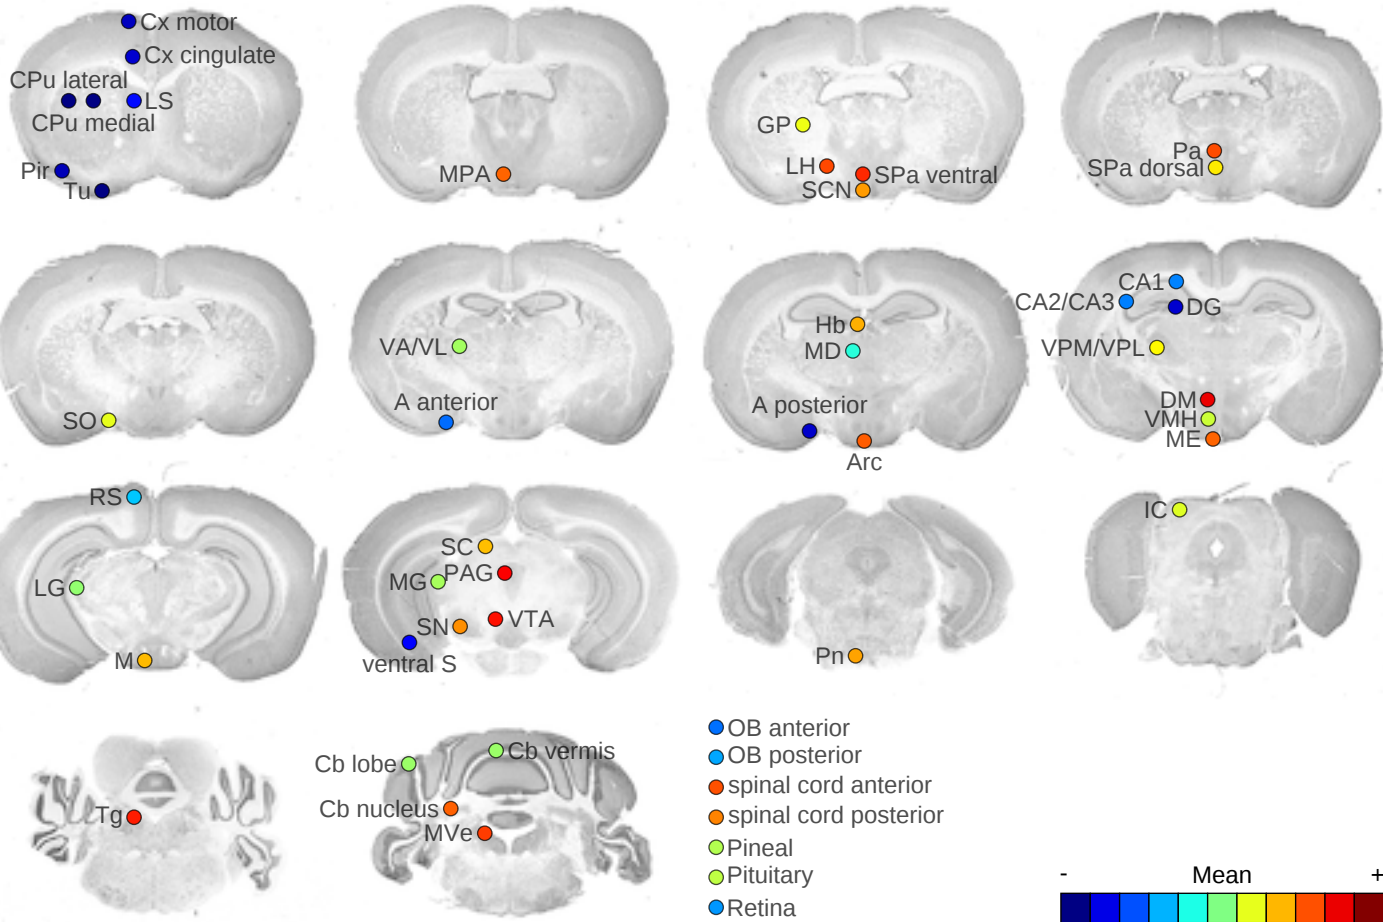 Cx motor
Cx cingulate
CPu lateral
LS
CPu medial
Pir
Tu
MPA
GP
LH
SPa ventral
SCN
Pa
SPa dorsal
SO
VA/VL
A anterior
Hb
MD
A posterior
Arc
CA1
CA2/CA3
DG
VPM/VPL
DM
VMH
ME
RS
LG
M
SC
PAG
MG
SN
VTA
ventral S
Pn
IC
Tg
Cb lobe
Cb vermis
Cb nucleus
MVe
OB anterior
OB posterior
spinal cord anterior
spinal cord posterior
Pineal
Pituitary
Retina
- Mean +